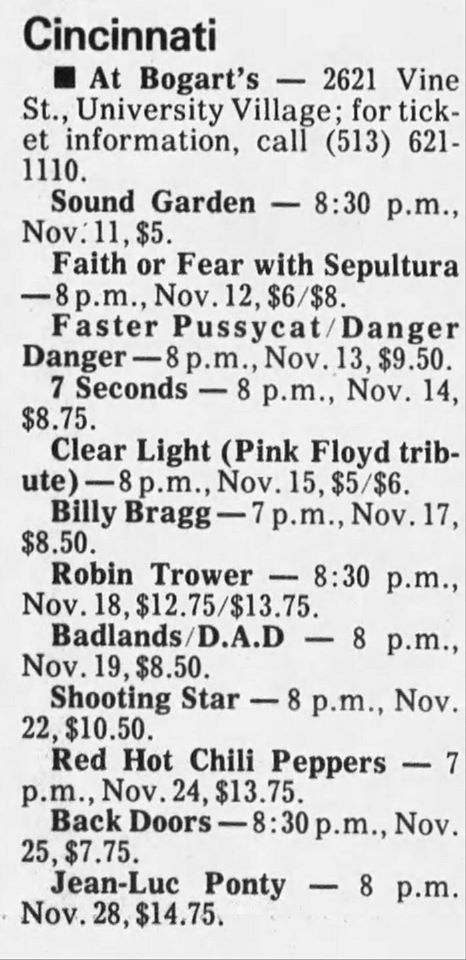 Cincinnati
■ At Bogart's — 2621 Vine
St., University Village; for tick-
et information, call (513) 621-
1110.
Sound Garden — 8:30 p.m.,
Nov. 11, $5.
Faith or Fear with Sepultura
— 8 p.m., Nov. 12, $6/$8.
Faster Pussycat/Danger
Danger — 8 p.m., Nov. 13, $9.50.
7 Seconds — 8 p.m., Nov. 14,
$8.75.
Clear Light (Pink Floyd trib-
ute) — 8 p.m., Nov. 15, $5/$6.
Billy Bragg — 7 p.m., Nov. 17,
$8.50.
Robin Trower — 8:30 p.m.,
Nov. 18, $12.75/$13.75.
Badlands/D.A.D — 8 p.m.,
Nov. 19, $8.50.
Shooting Star — 8 p.m., Nov.
22, $10.50.
Red Hot Chili Peppers — 7
p.m., Nov. 24, $13.75.
Back Doors — 8:30 p.m., Nov.
25, $7.75.
Jean-Luc Ponty — 8 p.m.
Nov. 28, $14.75.